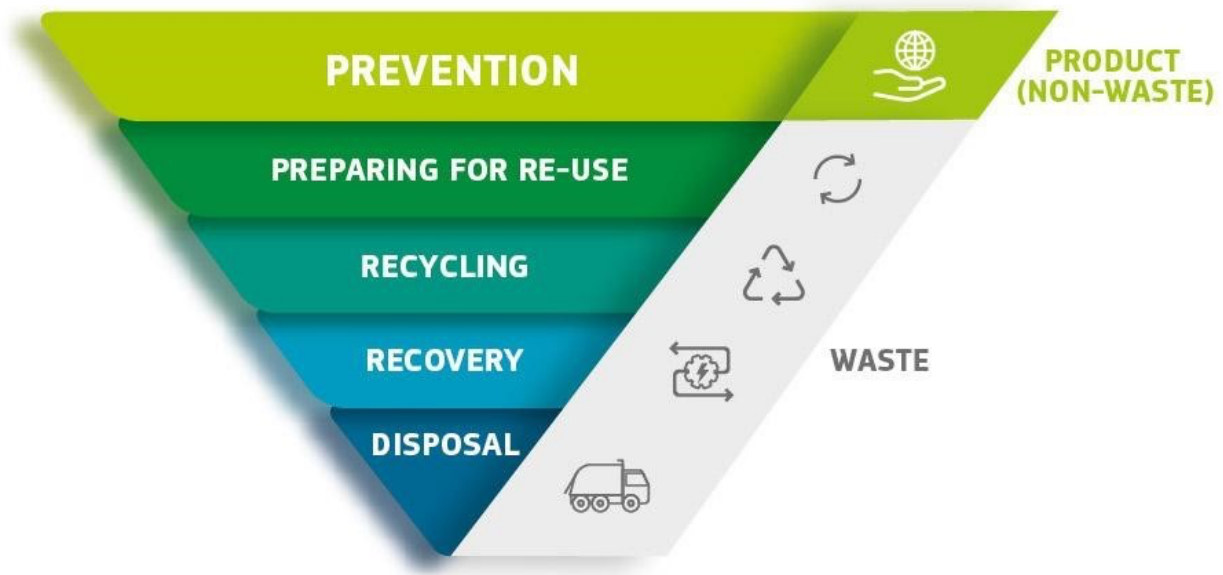 PREVENTION
PRODUCT
(NON-WASTE)
PREPARING FOR RE-USE
RECYCLING
RECOVERY
WASTE
DISPOSAL